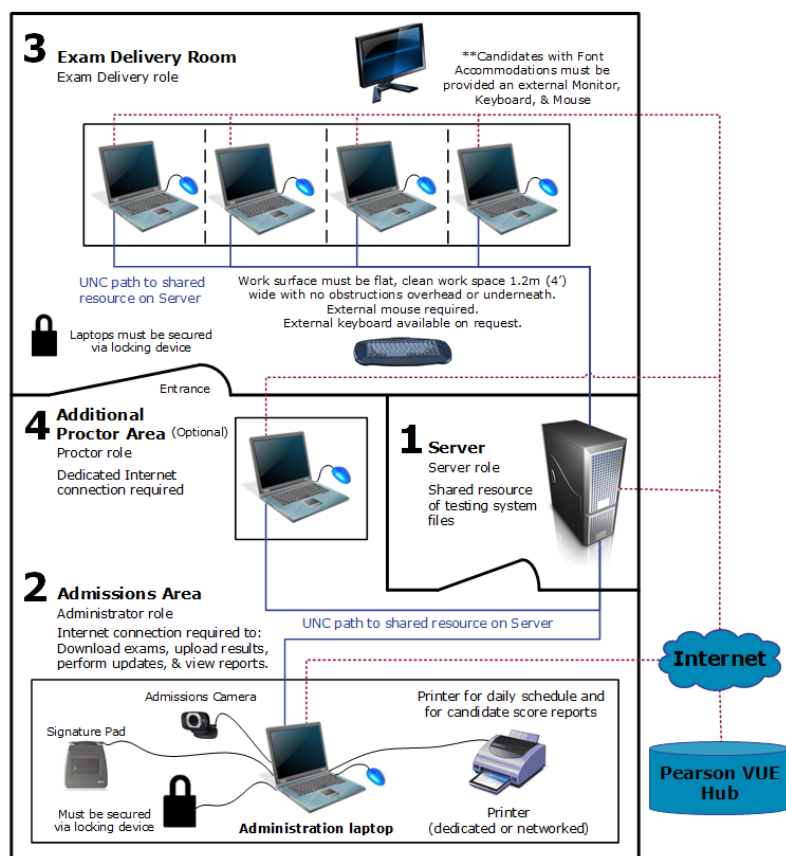 3 Exam Delivery Room
Exam Delivery role
**Candidates with Font
Accommodations must be
provided an external Monitor,
Keyboard, & Mouse
UNC path to shared
resource on Server
Work surface must be flat, clean work space 1.2m (4')
wide with no obstructions overhead or underneath.
External mouse required.
External keyboard available on request.
Laptops must be secured
via locking device
Entrance
4 Additional
Proctor Area (Optional)
Proctor role
Dedicated Internet
connection required
1 Server
Server role
Shared resource
of testing system
files
2 Admissions Area
Administrator role
Internet connection required to:
Download exams, upload results,
perform updates, & view reports.
UNC path to shared resource on Server
Internet
Pearson VUE
Hub
Admissions Camera
Signature Pad
Must be secured
via locking device
Administration laptop
Printer for daily schedule and
for candidate score reports
Printer
(dedicated or networked)